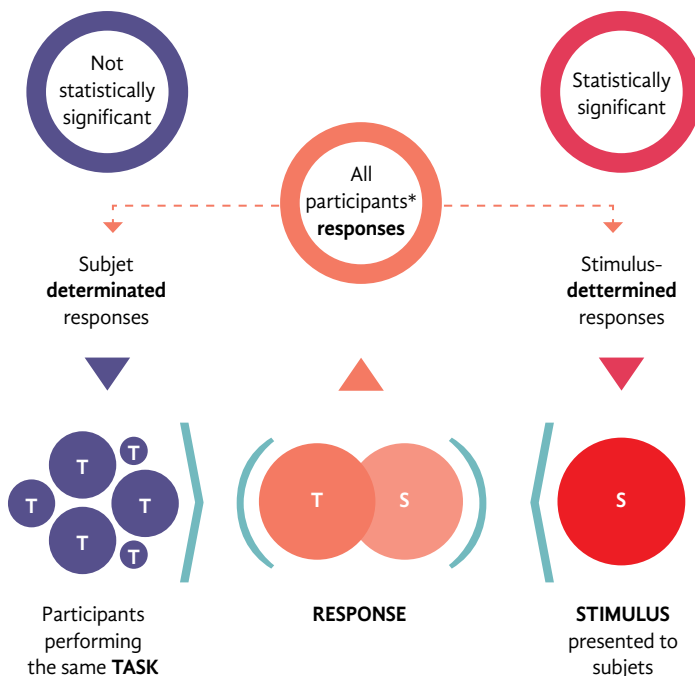 Not
statistically
significant
Statistically
significant
All
participants*
responses
Subjet
determinated
responses
Stimulus-
dettermined
responses
T
T
T
T
T
T
T
S
S
Participants
performing
the same TASK
RESPONSE
STIMULUS
presented to
subjets